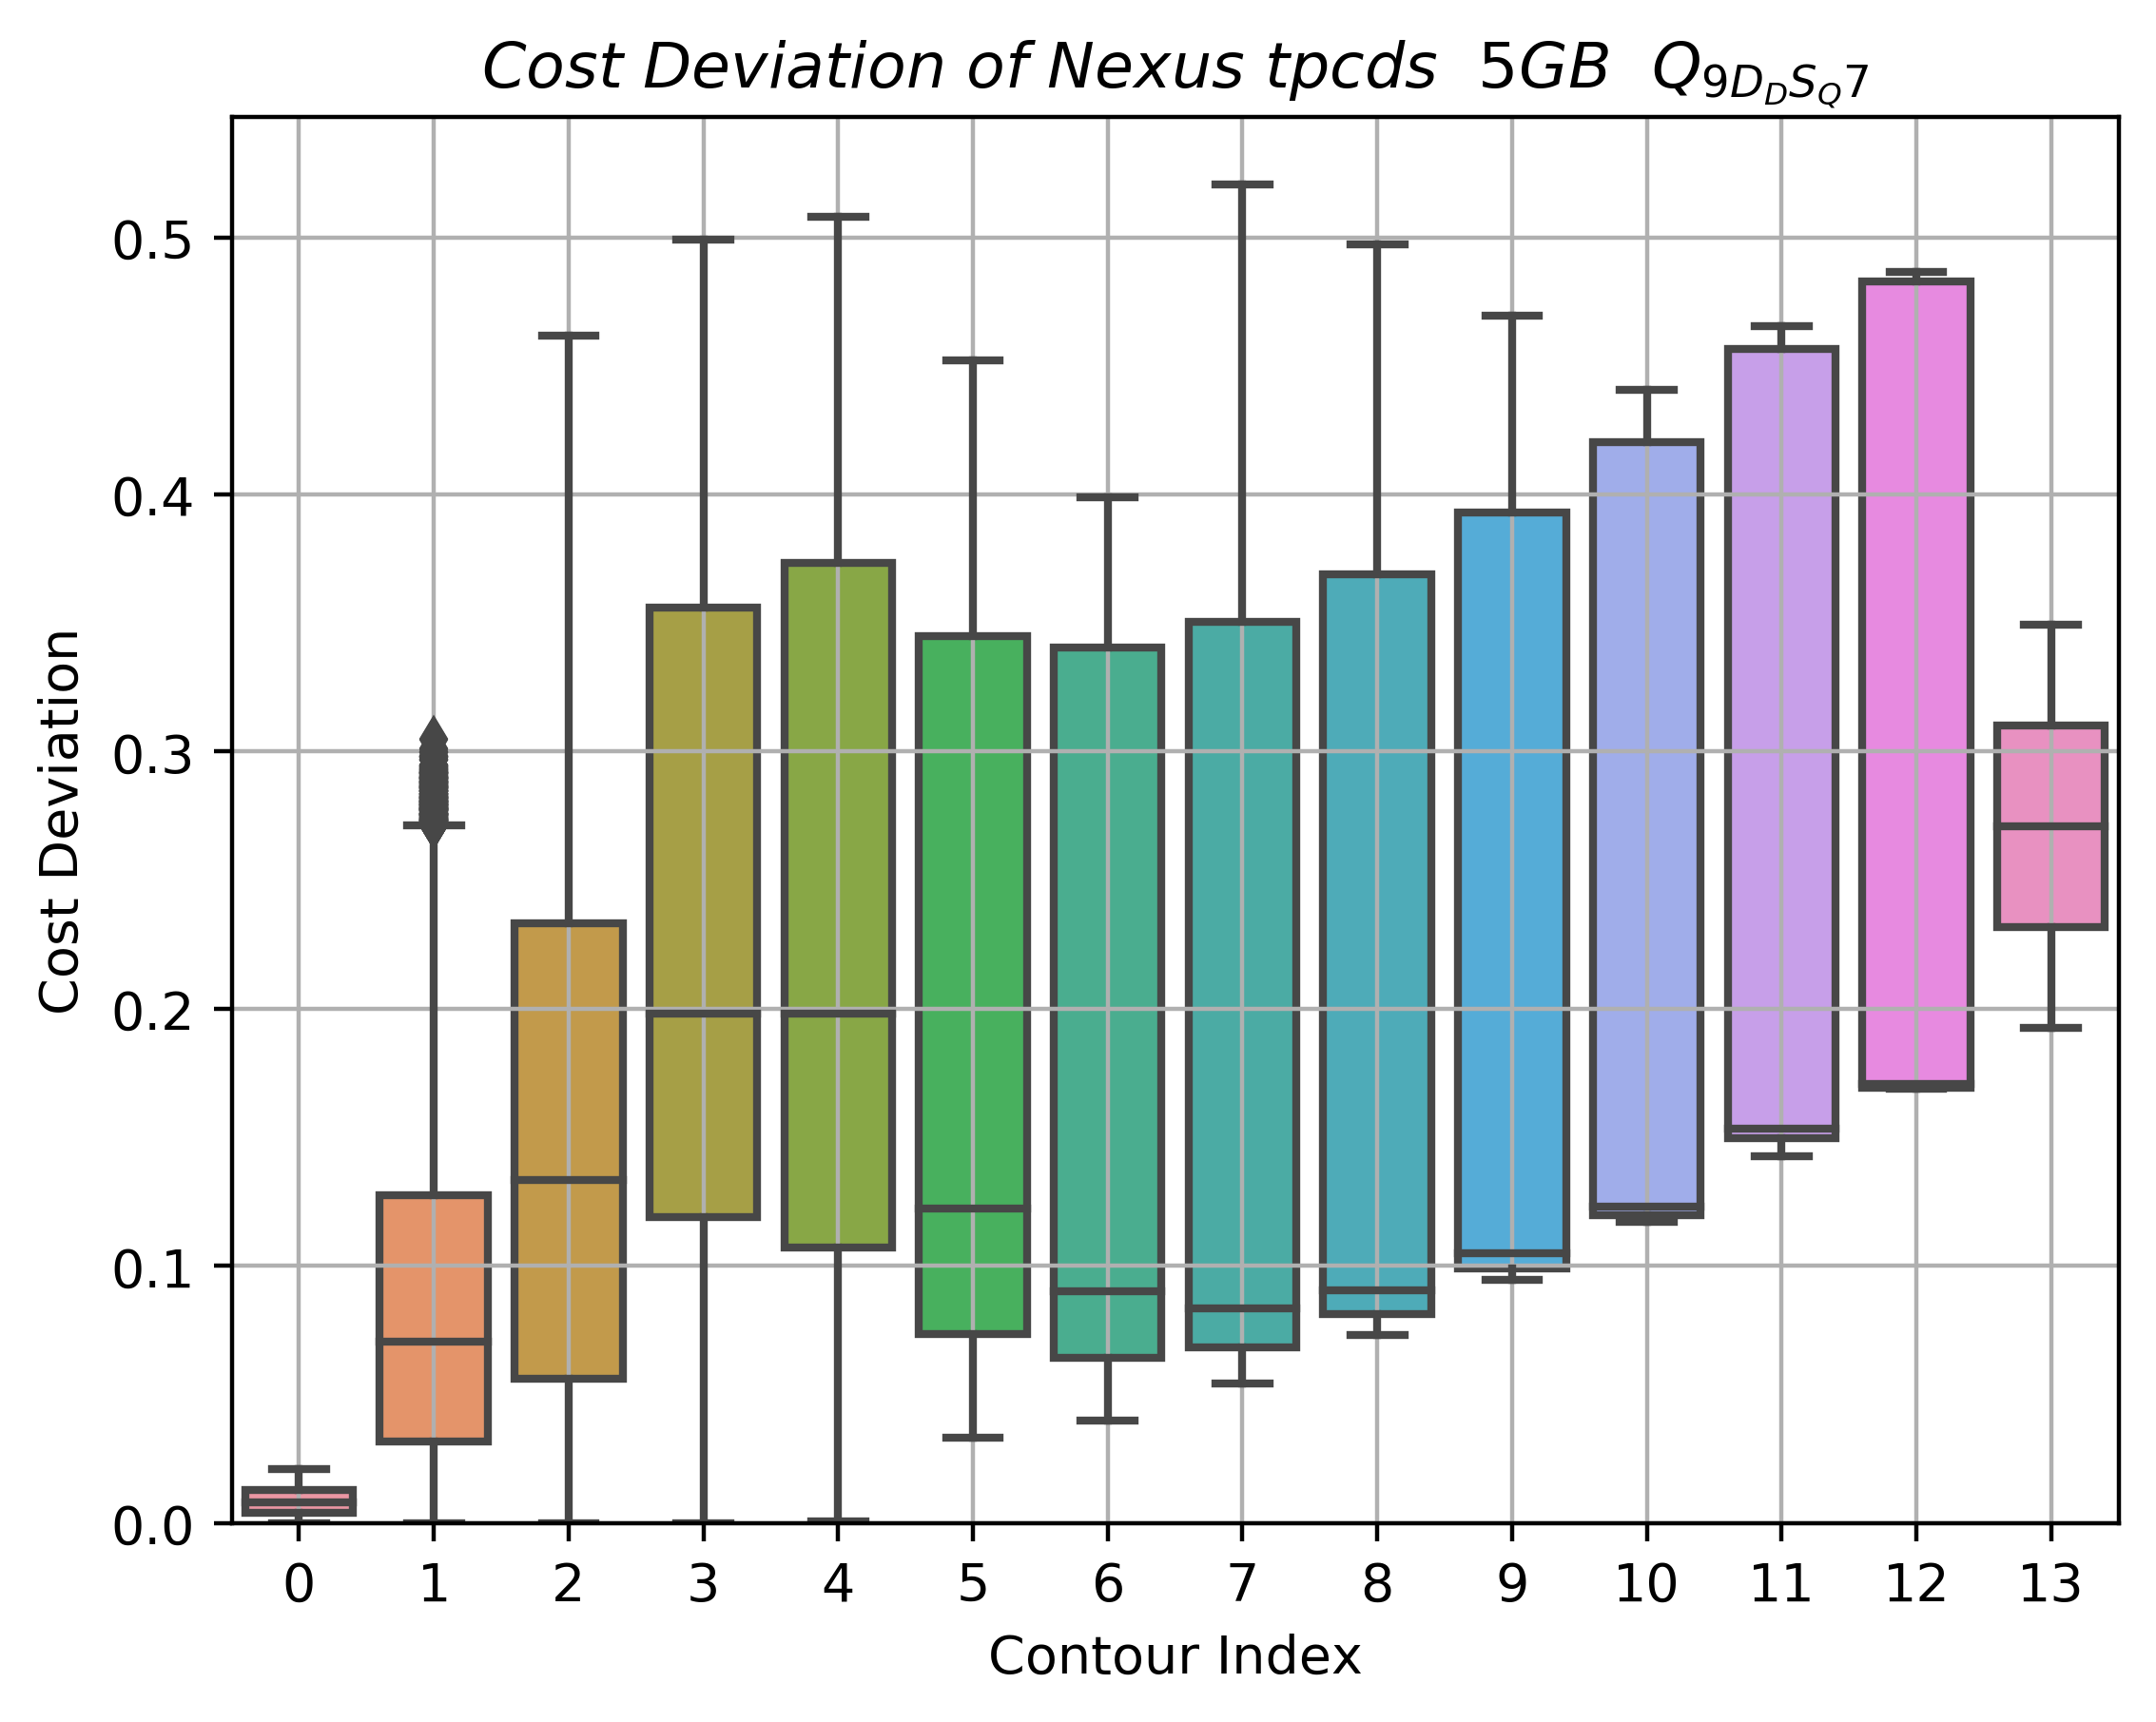 Cost Deviation of Nexus tpcds 5GB Q9DDSQ7
0.5
0.4
0.3
0.2
0.1
0.0
Cost Deviation
0 1 2 3 4 5 6 7 8 9 10 11 12 13
Contour Index